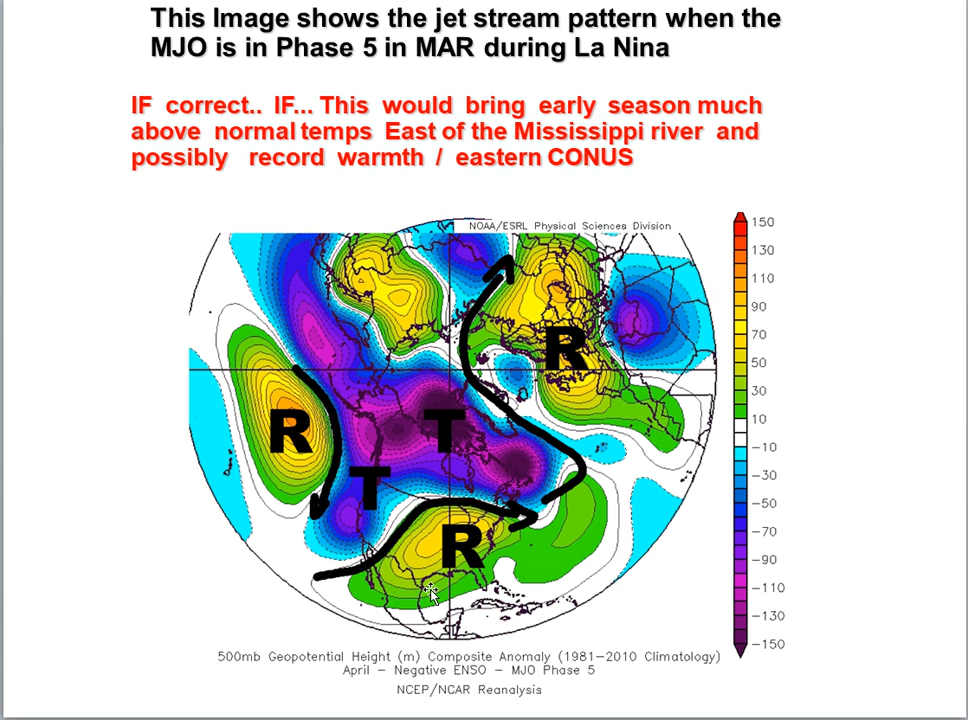 This Image shows the jet stream pattern when the
MJO is in Phase 5 in MAR during La Nina
IF correct.. IF... This would bring early season much
above normal temps East of the Mississippi river and
possibly record warmth / eastern CONUS
NOAA/ESRL Physical Sciences Division
150
130
110
90
70
50
30
10
−10
−30
−50
−70
−90
−110
−130
−150
R
R
T
T
R
500mb Geopotential Height (m) Composite Anomaly (1981−2010 Climatology)
April − Negative ENSO − MJO Phase 5
NCEP/NCAR Reanalysis